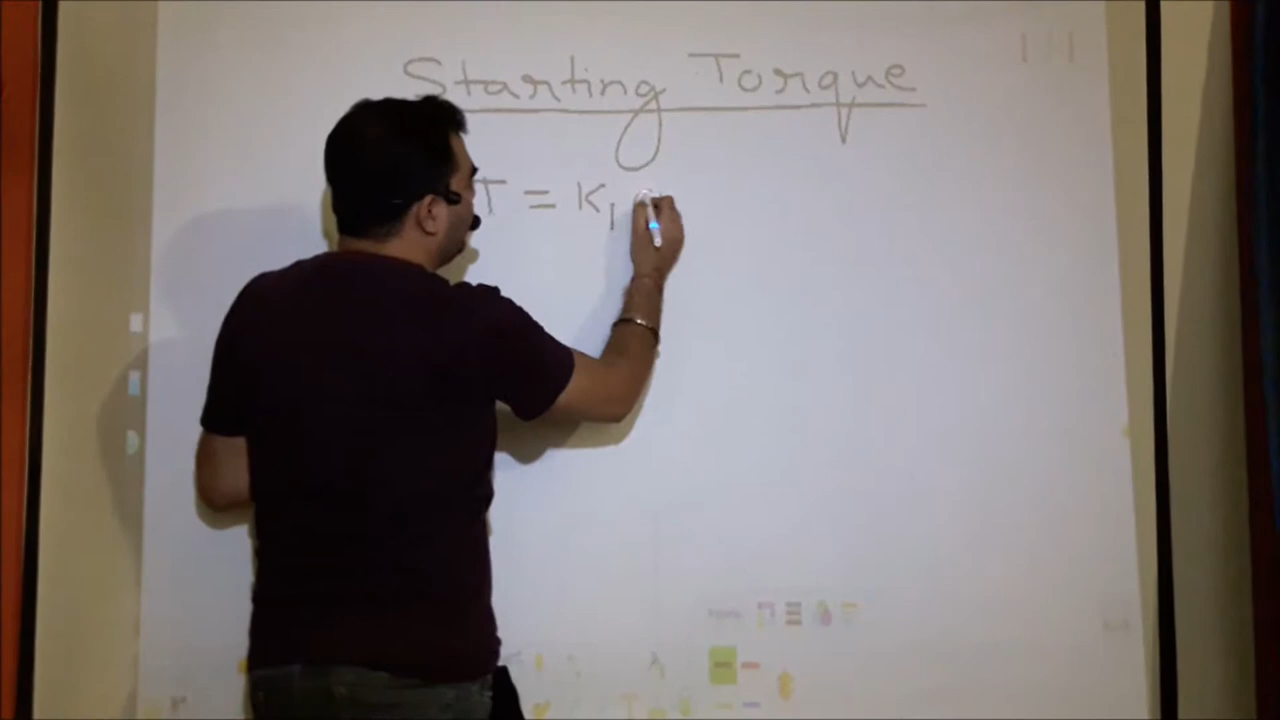 Starting Torque
T = K₁